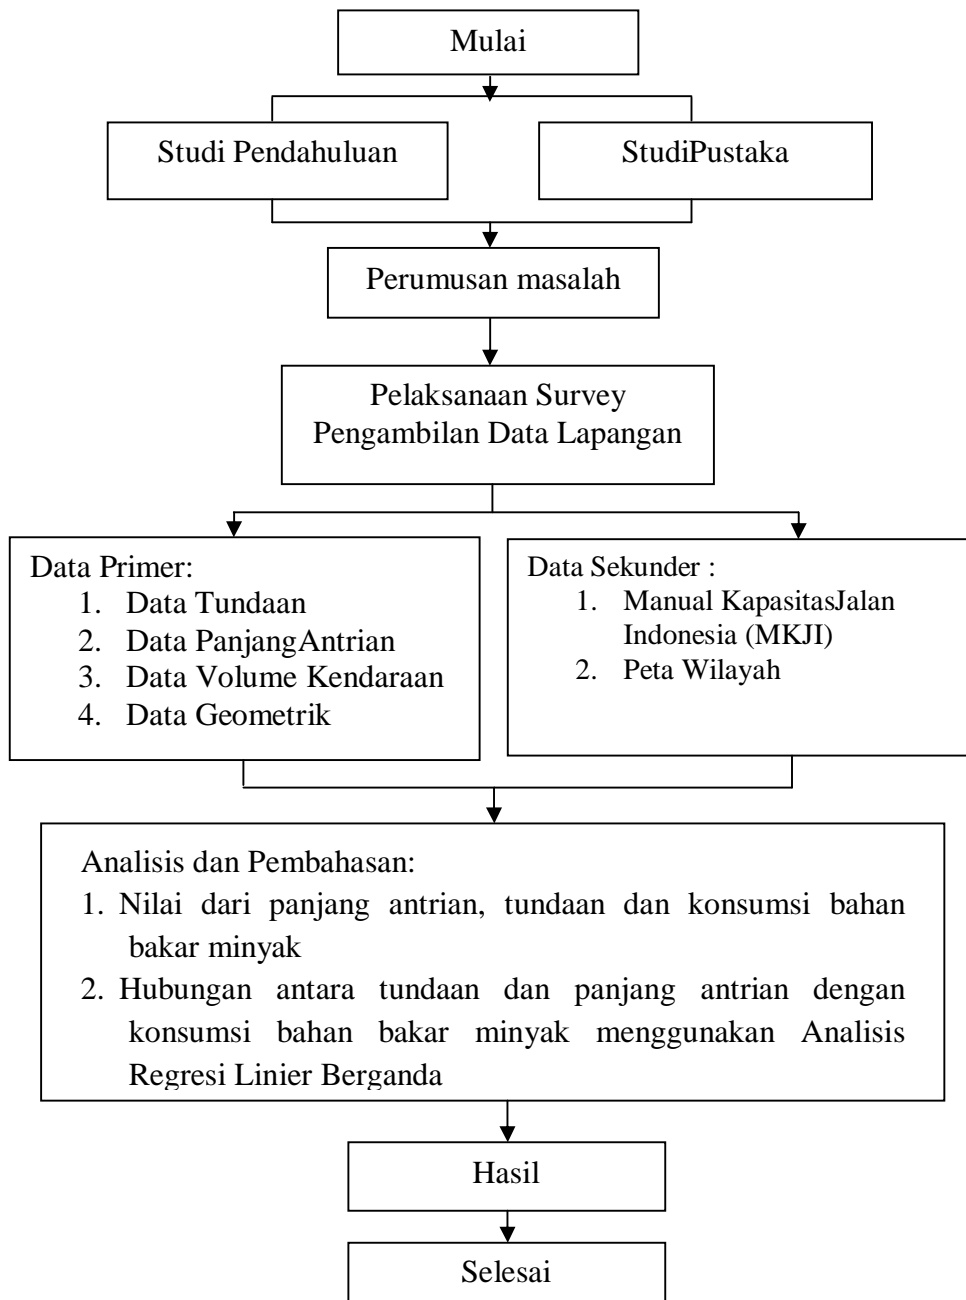 Mulai
Studi Pendahuluan
StudiPustaka
Perumusan masalah
Pelaksanaan Survey
Pengambilan Data Lapangan
Data Primer:
1. Data Tundaan
2. Data PanjangAntrian
3. Data Volume Kendaraan
4. Data Geometrik
Data Sekunder :
1. Manual KapasitasJalan
Indonesia (MKJI)
2. Peta Wilayah
Analisis dan Pembahasan:
1. Nilai dari panjang antrian, tundaan dan konsumsi bahan
bakar minyak
2. Hubungan antara tundaan dan panjang antrian dengan
konsumsi bahan bakar minyak menggunakan Analisis
Regresi Linier Berganda
Hasil
Selesai